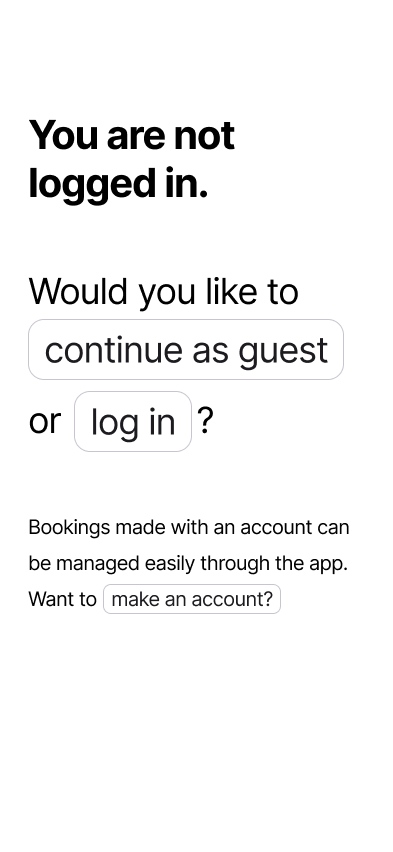 You are not
logged in.
Would you like to
continue as guest
or log in ?
Bookings made with an account can
be managed easily through the app.
Want to make an account?